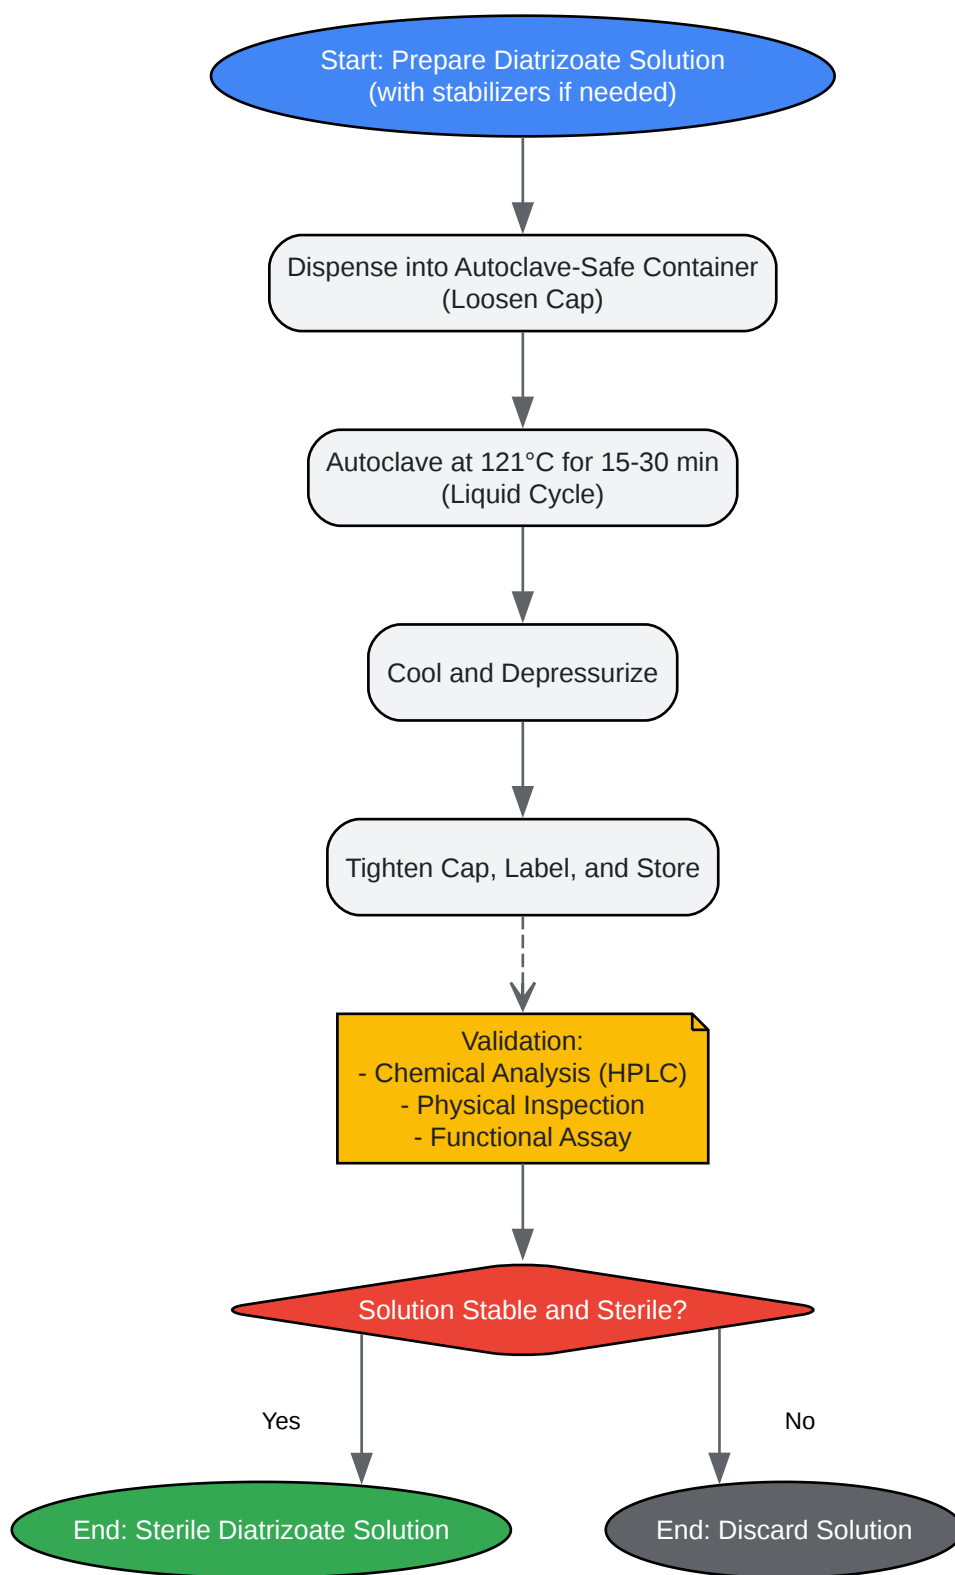 Start: Prepare Diatrizoate Solution
(with stabilizers if needed)
Dispense into Autoclave-Safe Container
(Loosen Cap)
Autoclave at 121°C for 15-30 min
(Liquid Cycle)
Cool and Depressurize
Tighten Cap, Label, and Store
Validation:
- Chemical Analysis (HPLC)
- Physical Inspection
- Functional Assay
Solution Stable and Sterile?
Yes
No
End: Sterile Diatrizoate Solution
End: Discard Solution